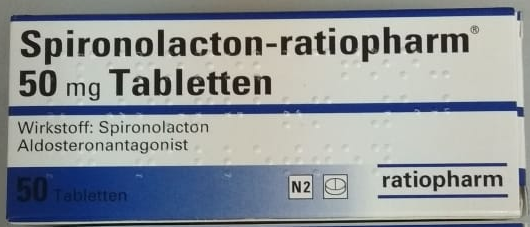 Spironolacton-ratiopharm®
50 mg Tabletten
Wirkstoff: Spironolacton
Aldosteronantagonist
50 Tabletten
N2
ratiopharm